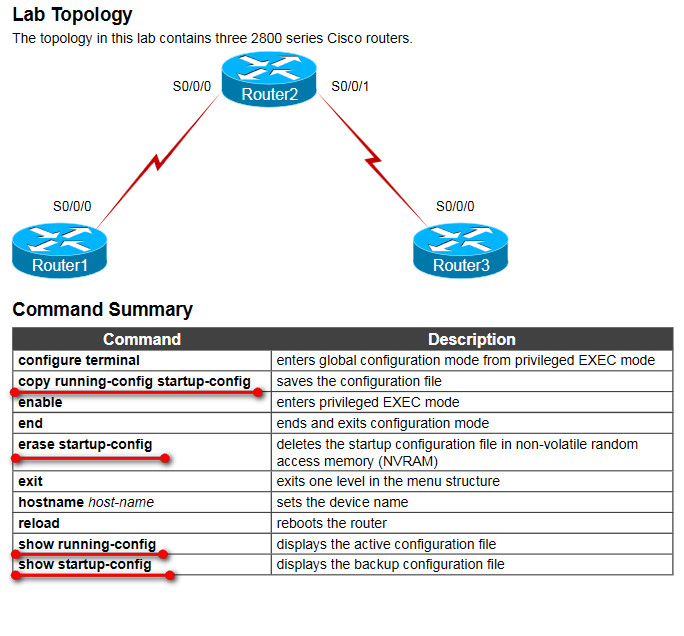 Lab Topology
The topology in this lab contains three 2800 series Cisco routers.
S0/0/0
Router2
S0/0/1
S0/0/0
Router1
S0/0/0
Router3
Command Summary
Command Description
configure terminal enters global configuration mode from privileged EXEC mode
copy running-config startup-config saves the configuration file
enable enters privileged EXEC mode
end ends and exits configuration mode
erase startup-config deletes the startup configuration file in non-volatile random
access memory (NVRAM)
exit exits one level in the menu structure
hostname host-name sets the device name
reload reboots the router
show running-config displays the active configuration file
show startup-config displays the backup configuration file